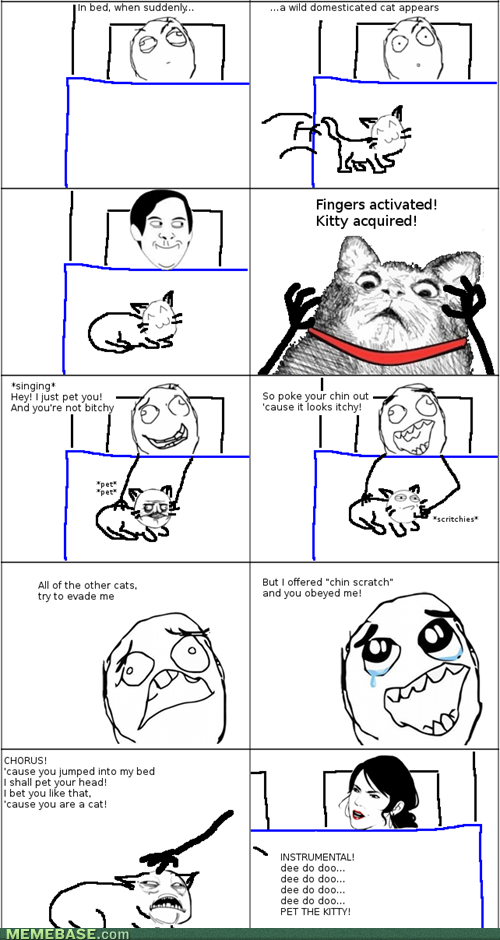 In bed, when suddenly...
...a wild domesticated cat appears
Fingers activated!
Kitty acquired!
*singing*
Hey! I just pet you!
And you're not bitchy
*pet*
*pet*
So poke your chin out
'cause it looks itchy!
*scritchies*
All of the other cats,
try to evade me
But I offered "chin scratch"
and you obeyed me!
CHORUS!
'cause you jumped into my bed
I shall pet your head!
I bet you like that,
'cause you are a cat!
INSTRUMENTAL!
dee do doo...
dee do doo...
dee do doo...
dee do doo...
PET THE KITTY!
MEMEBASE.com